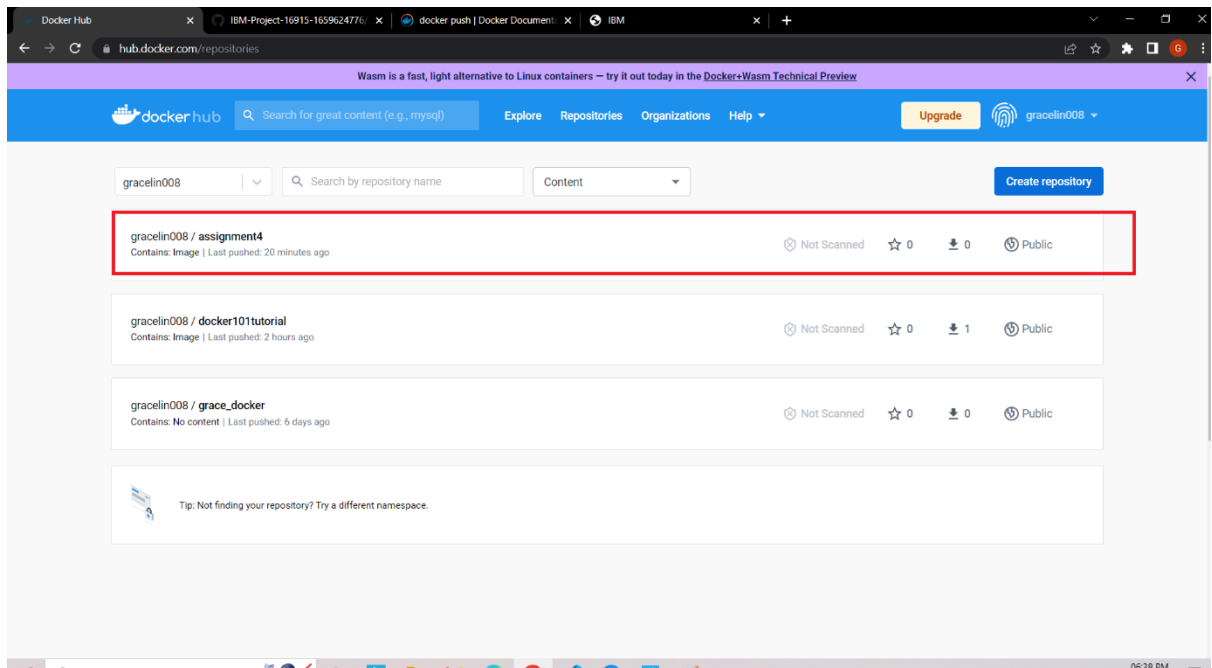 Docker Hub
IBM-Project-16915-1659624776/
docker push | Docker Documenta
IBM
hub.docker.com/repositories
G
Wasm is a fast, light alternative to Linux containers — try it out today in the Docker+Wasm Technical Preview
dockerhub
Search for great content (e.g., mysql)
Explore
Repositories
Organizations
Help
Upgrade
gracelin008
gracelin008
Search by repository name
Content
Create repository
gracelin008 / assignment4
Contains: Image | Last pushed: 20 minutes ago
Not Scanned
0
0
Public
gracelin008 / docker101tutorial
Contains: Image | Last pushed: 2 hours ago
Not Scanned
0
1
Public
gracelin008 / grace_docker
Contains: No content | Last pushed: 6 days ago
Not Scanned
0
0
Public
Tip: Not finding your repository? Try a different namespace.
06:38 PM